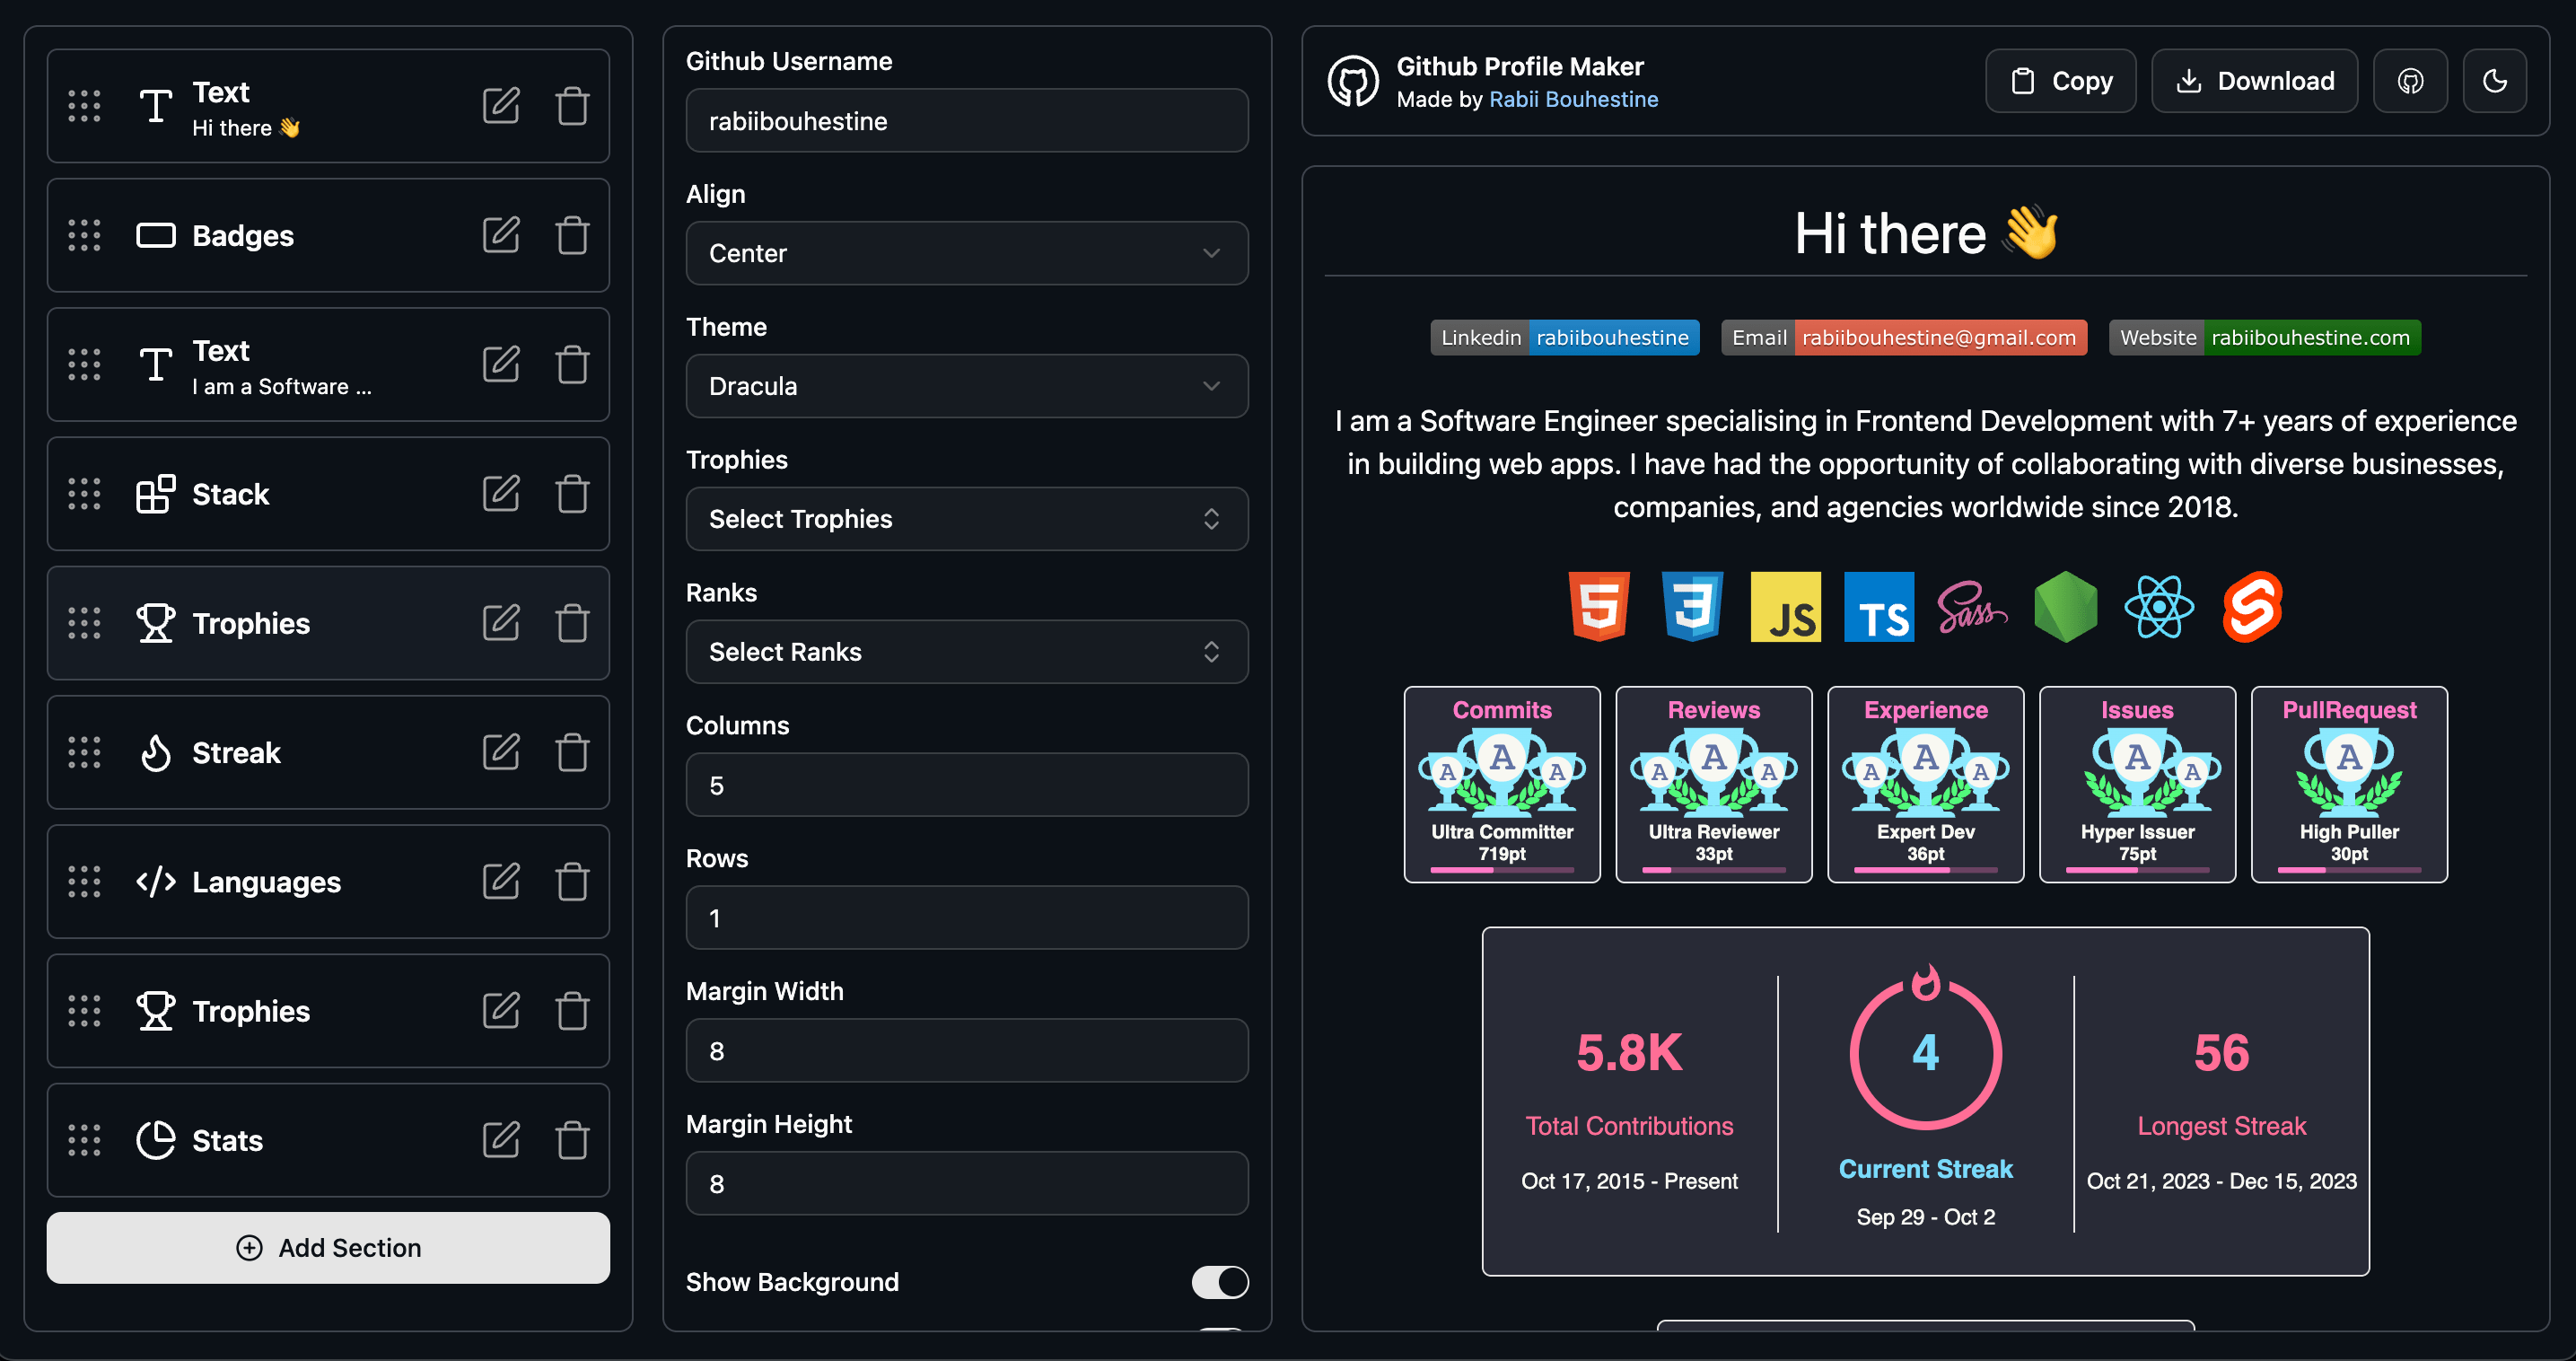 Text
Hi there 👋
Badges
Text
I am a Software ...
Stack
Trophies
Streak
Languages
Trophies
Stats
Add Section
Github Username
rabiibouhestine
Align
Center
Theme
Dracula
Trophies
Select Trophies
Ranks
Select Ranks
Columns
5
Rows
1
Margin Width
8
Margin Height
8
Show Background
Github Profile Maker
Made by Rabii Bouhestine
Copy
Download
Hi there 👋
Linkedin rabiibouhestine Email rabiibouhestine@gmail.com Website rabiibouhestine.com
I am a Software Engineer specialising in Frontend Development with 7+ years of experience
in building web apps. I have had the opportunity of collaborating with diverse businesses,
companies, and agencies worldwide since 2018.
5 3 JS TS Sass
Commits
A A A
Ultra Committer
719pt
Reviews
A A A
Ultra Reviewer
33pt
Experience
A A A
Expert Dev
36pt
Issues
A A
Hyper Issuer
75pt
PullRequest
A
High Puller
30pt
5.8K
Total Contributions
Oct 17, 2015 - Present
4
Current Streak
Sep 29 - Oct 2
56
Longest Streak
Oct 21, 2023 - Dec 15, 2023